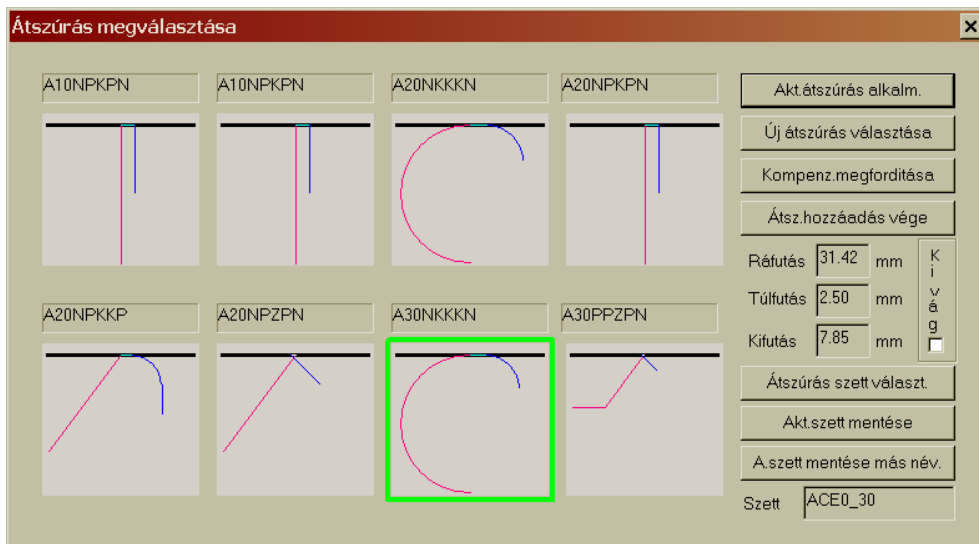 Átszúrás megválasztása
A10NPKPN
A10NPKPN
A20NKKKN
A20NPKPN
A20NPKKP
A20NPZPN
A30NKKKN
A30PPZPN
Akt.átszúrás alkalm.
Új átszúrás választása
Kompenz.megforditása
Átsz.hozzáadás vége
Ráfutás 31.42 mm
Túlfutás 2.50 mm
Kifutás 7.85 mm
Kivág
Átszúrás szett választ.
Akt.szett mentése
A.szett mentése más név.
Szett ACE0_30